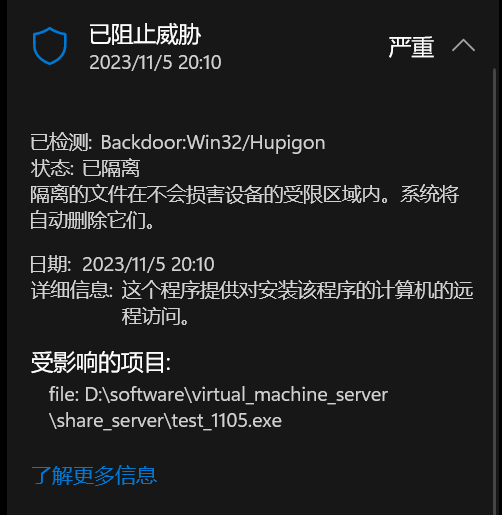 已阻止威胁
2023/11/5 20:10
严重
已检测: Backdoor:Win32/Hupigon
状态: 已隔离
隔离的文件在不会损害设备的受限区域内。系统将
自动删除它们。
日期: 2023/11/5 20:10
详细信息: 这个程序提供对安装该程序的计算机的远
程访问。
受影响的项目:
file: D:\software\virtual_machine_server
\share_server\test_1105.exe
了解更多信息